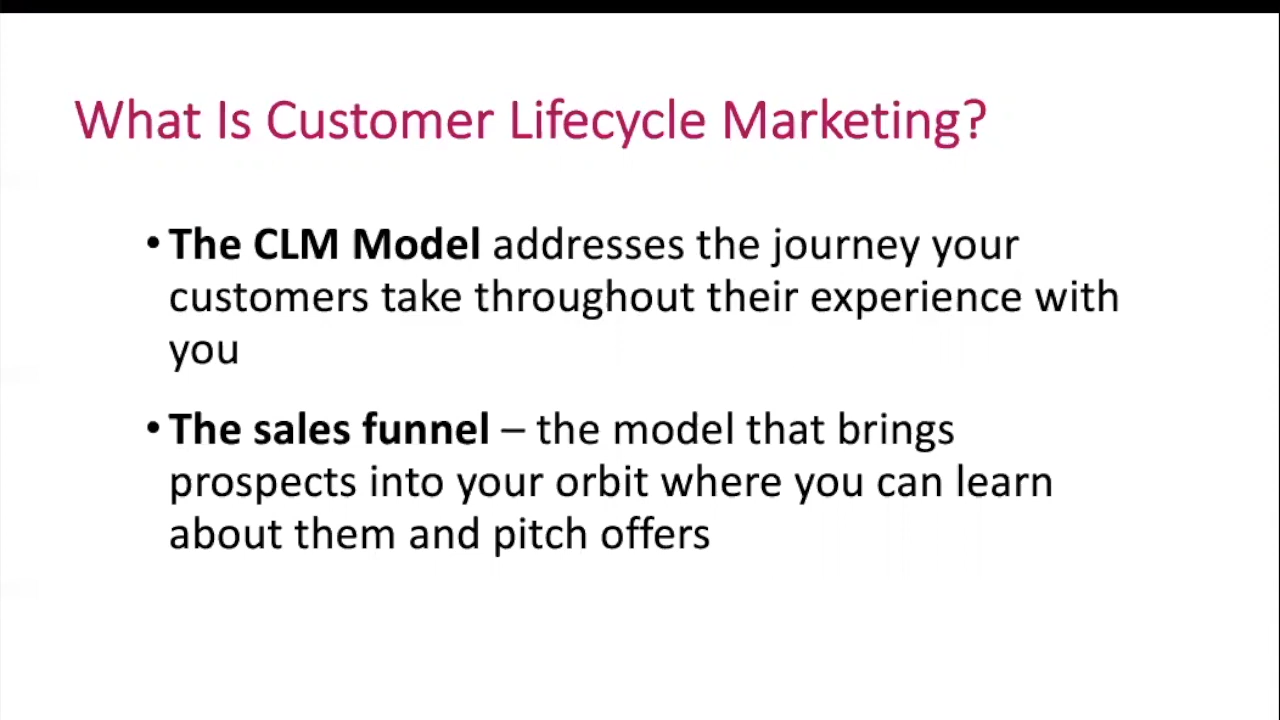 What Is Customer Lifecycle Marketing?
• The CLM Model addresses the journey your
customers take throughout their experience with
you
• The sales funnel – the model that brings
prospects into your orbit where you can learn
about them and pitch offers